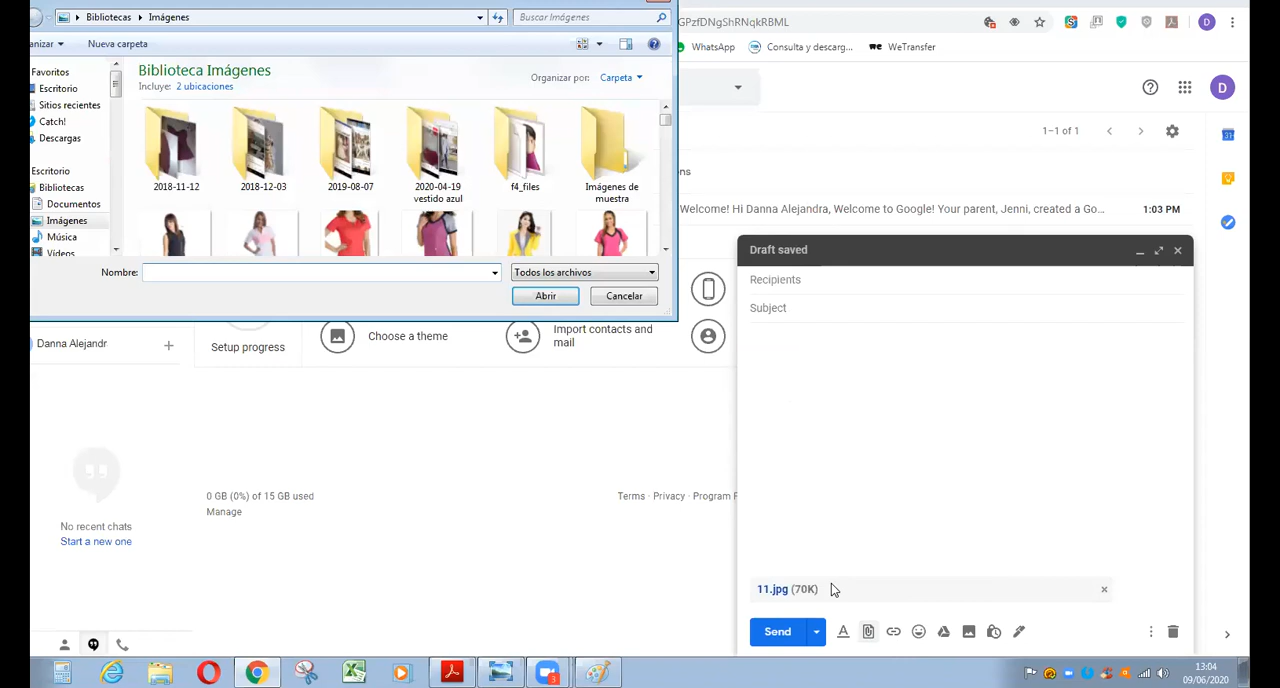 Bibliotecas
Imágenes
Buscar Imágenes
GPzfDNgShRNqkRBML
D
anizar
Nueva carpeta
WhatsApp
Consulta y descarg...
WeTransfer
Favoritos
Escritorio
Sitios recientes
Catch!
Descargas
Escritorio
Bibliotecas
Documentos
Imágenes
Música
Vídeos
Biblioteca Imágenes
Incluye: 2 ubicaciones
Organizar por: Carpeta
2018-11-12
2018-12-03
2019-08-07
2020-04-19
vestido azul
f4_files
Imágenes de
muestra
Nombre:
Todos los archivos
Abrir
Cancelar
D
1–1 of 1
31
ns
Welcome! Hi Danna Alejandra, Welcome to Google! Your parent, Jenni, created a Go...
1:03 PM
Draft saved
Recipients
Subject
Danna Alejandr
Setup progress
Choose a theme
Import contacts and
mail
0 GB (0%) of 15 GB used
Manage
Terms · Privacy · Program P
No recent chats
Start a new one
11.jpg (70K)
Send
3
13:04
09/06/2020